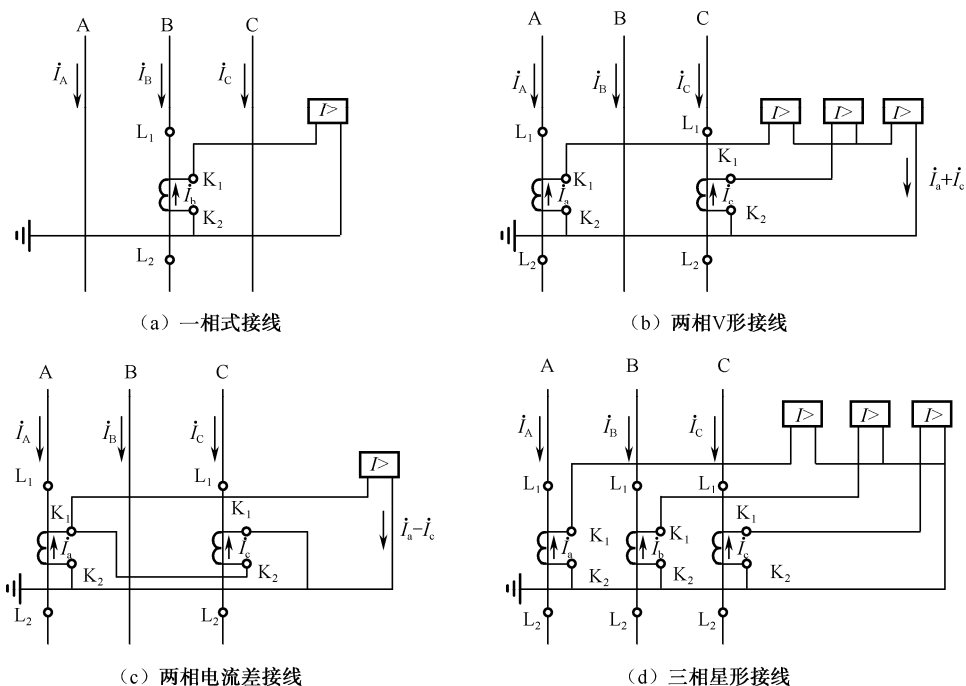 A B C
İA İB İC
I>
L1
K1
İb
K2
L2
（a）一相式接线
A B C
İA İB İC
I> I> I>
L1 L1
K1 K1
İa İc
İa+İc
K2 K2
L2 L2
（b）两相V形接线
A B C
İA İB İC
I>
L1 L1
K1 K1
İa İc
İa−İc
K2 K2
L2 L2
（c）两相电流差接线
A B C
İA İB İC
I> I> I>
L1 L1 L1
K1 K1 K1
İa İb İc
K2 K2 K2
L2 L2 L2
（d）三相星形接线